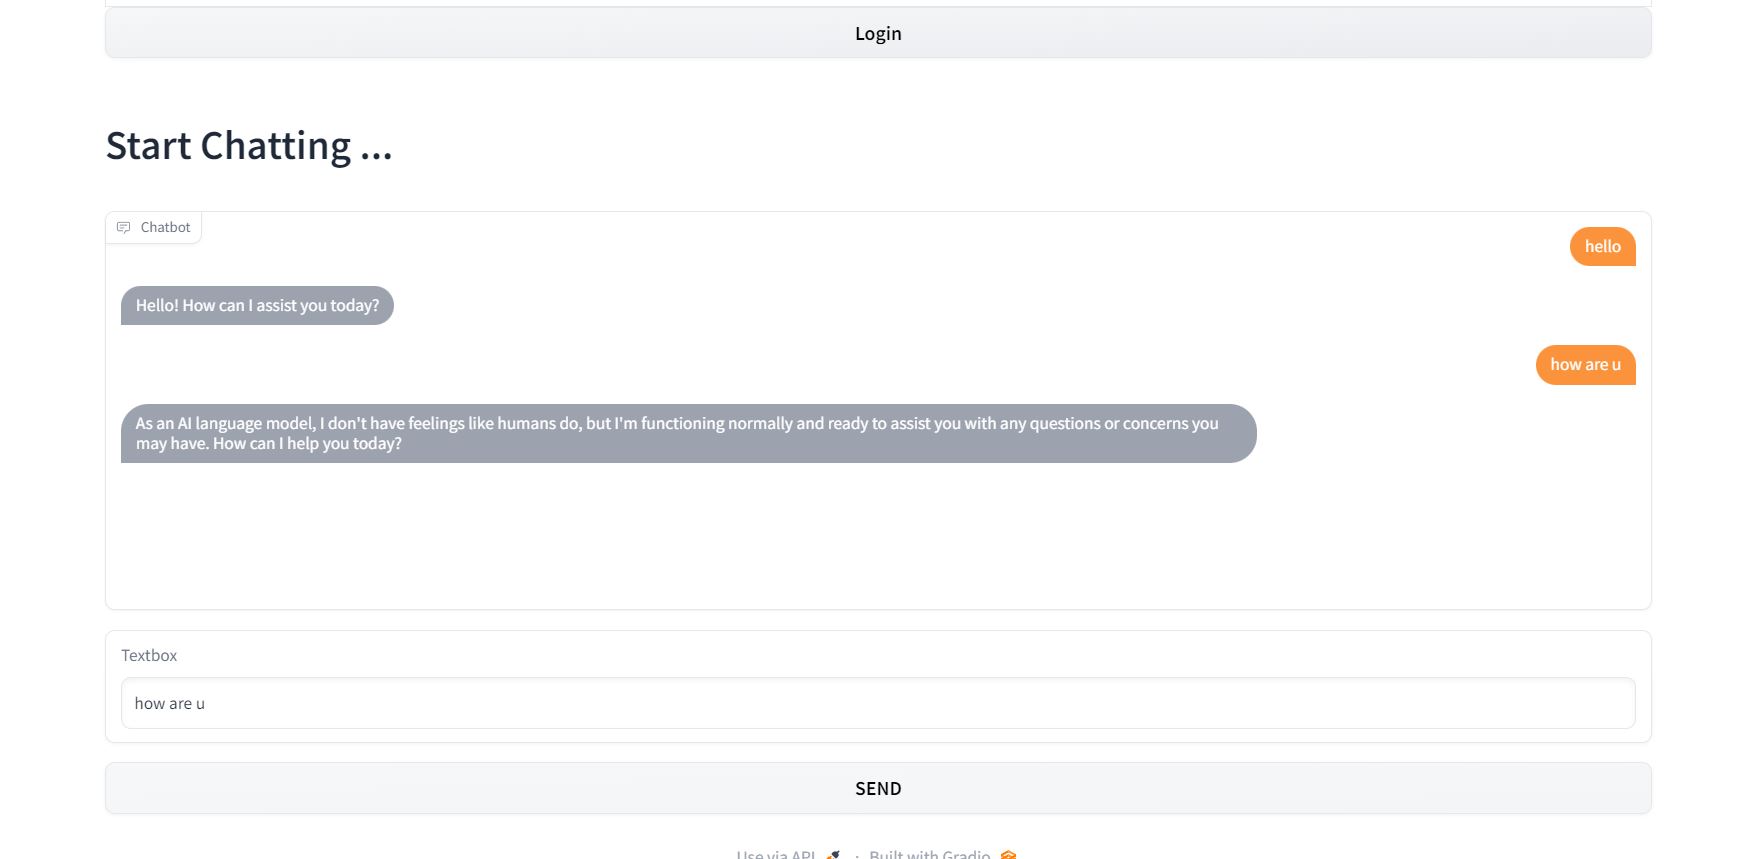 Login
Start Chatting ...
Chatbot
hello
Hello! How can I assist you today?
how are u
As an AI language model, I don't have feelings like humans do, but I'm functioning normally and ready to assist you with any questions or concerns you
may have. How can I help you today?
Textbox
how are u
SEND
Use via API · Built with Gradio